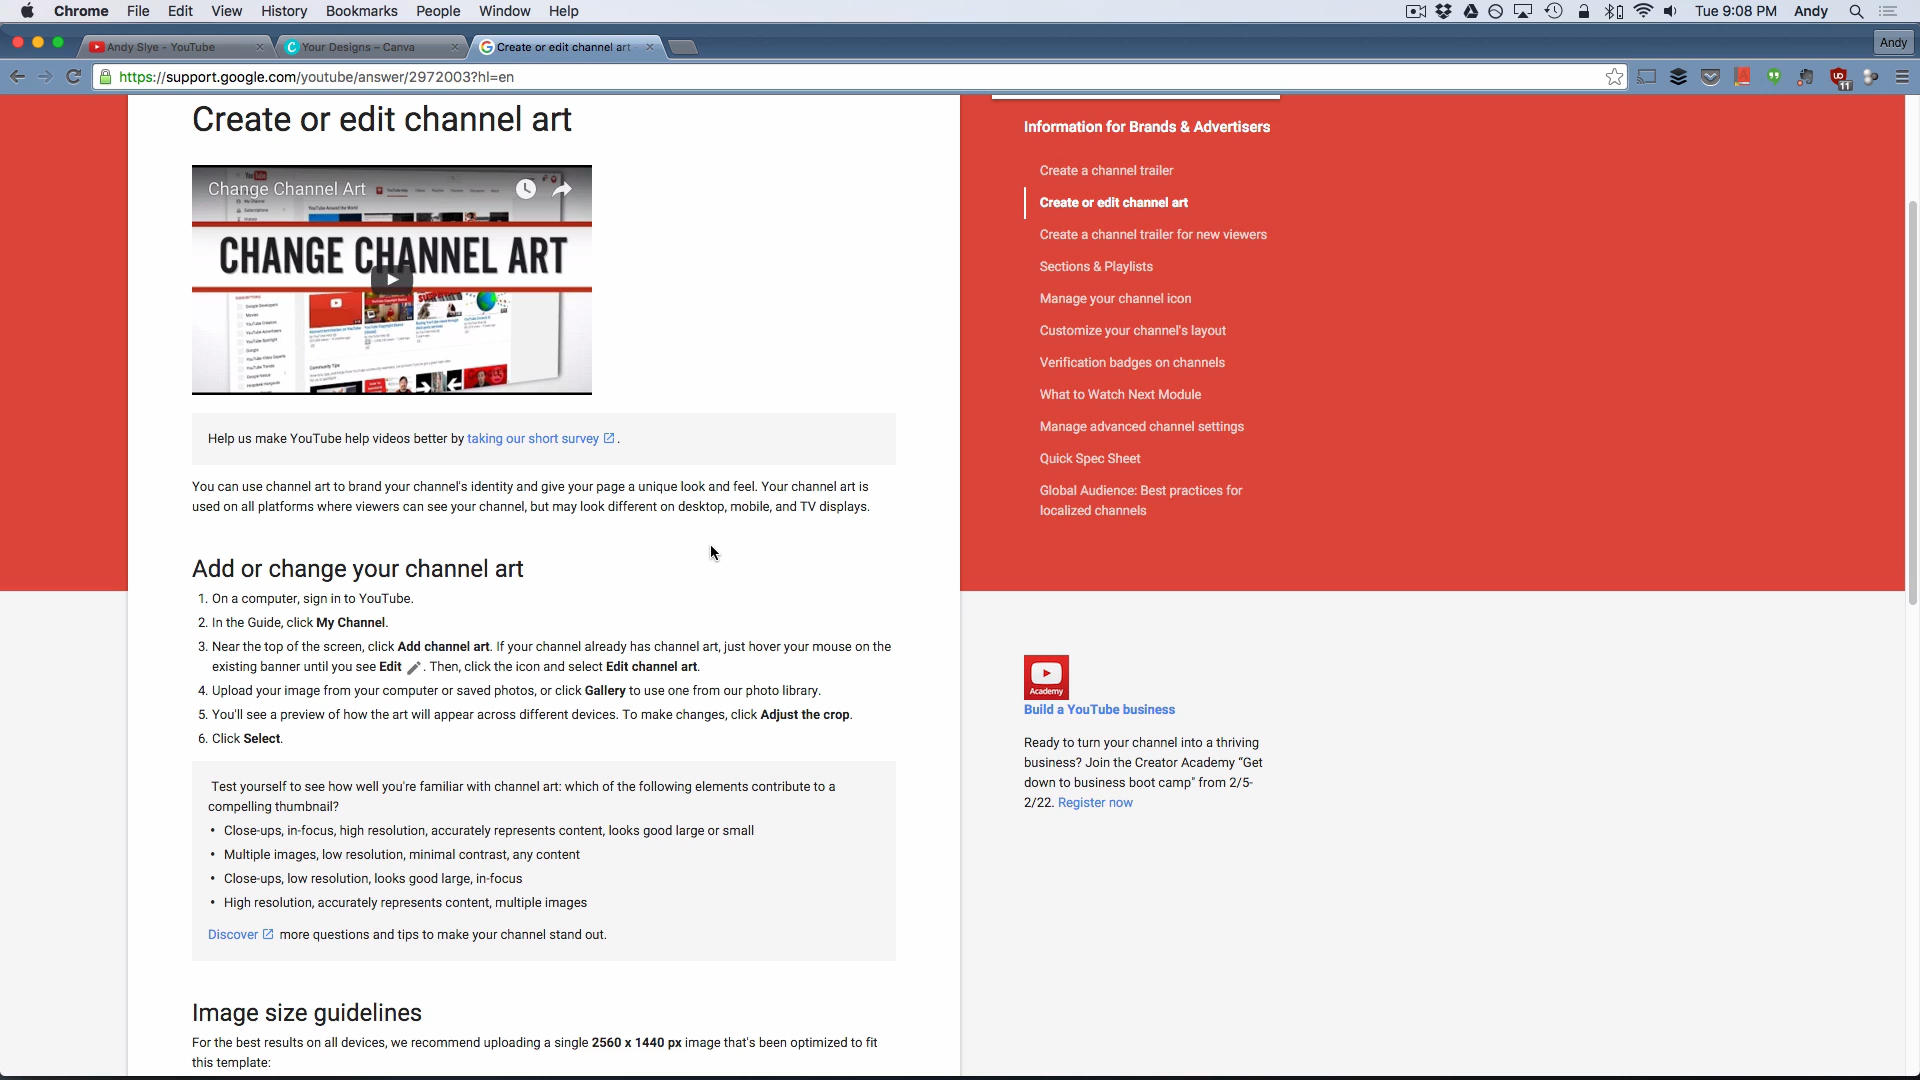 Chrome File Edit View History Bookmarks People Window Help Tue 9:08 PM Andy
Andy Slye - YouTube Your Designs – Canva Create or edit channel art Andy
https://support.google.com/youtube/answer/2972003?hl=en 11
Create or edit channel art
Change Channel Art
CHANGE CHANNEL ART
Help us make YouTube help videos better by taking our short survey .
You can use channel art to brand your channel's identity and give your page a unique look and feel. Your channel art is
used on all platforms where viewers can see your channel, but may look different on desktop, mobile, and TV displays.
Add or change your channel art
1. On a computer, sign in to YouTube.
2. In the Guide, click My Channel.
3. Near the top of the screen, click Add channel art. If your channel already has channel art, just hover your mouse on the
existing banner until you see Edit . Then, click the icon and select Edit channel art.
4. Upload your image from your computer or saved photos, or click Gallery to use one from our photo library.
5. You'll see a preview of how the art will appear across different devices. To make changes, click Adjust the crop.
6. Click Select.
Test yourself to see how well you're familiar with channel art: which of the following elements contribute to a
compelling thumbnail?
• Close-ups, in-focus, high resolution, accurately represents content, looks good large or small
• Multiple images, low resolution, minimal contrast, any content
• Close-ups, low resolution, looks good large, in-focus
• High resolution, accurately represents content, multiple images
Discover more questions and tips to make your channel stand out.
Image size guidelines
For the best results on all devices, we recommend uploading a single 2560 x 1440 px image that's been optimized to fit
this template:
Information for Brands & Advertisers
Create a channel trailer
Create or edit channel art
Create a channel trailer for new viewers
Sections & Playlists
Manage your channel icon
Customize your channel's layout
Verification badges on channels
What to Watch Next Module
Manage advanced channel settings
Quick Spec Sheet
Global Audience: Best practices for
localized channels
Academy
Build a YouTube business
Ready to turn your channel into a thriving
business? Join the Creator Academy “Get
down to business boot camp" from 2/5-
2/22. Register now